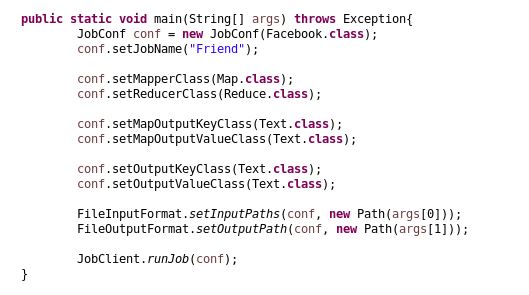 public static void main(String[] args) throws Exception{
JobConf conf = new JobConf(Facebook.class);
conf.setJobName("Friend");
conf.setMapperClass(Map.class);
conf.setReducerClass(Reduce.class);
conf.setMapOutputKeyClass(Text.class);
conf.setMapOutputValueClass(Text.class);
conf.setOutputKeyClass(Text.class);
conf.setOutputValueClass(Text.class);
FileInputFormat.setInputPaths(conf, new Path(args[0]));
FileOutputFormat.setOutputPath(conf, new Path(args[1]));
JobClient.runJob(conf);
}